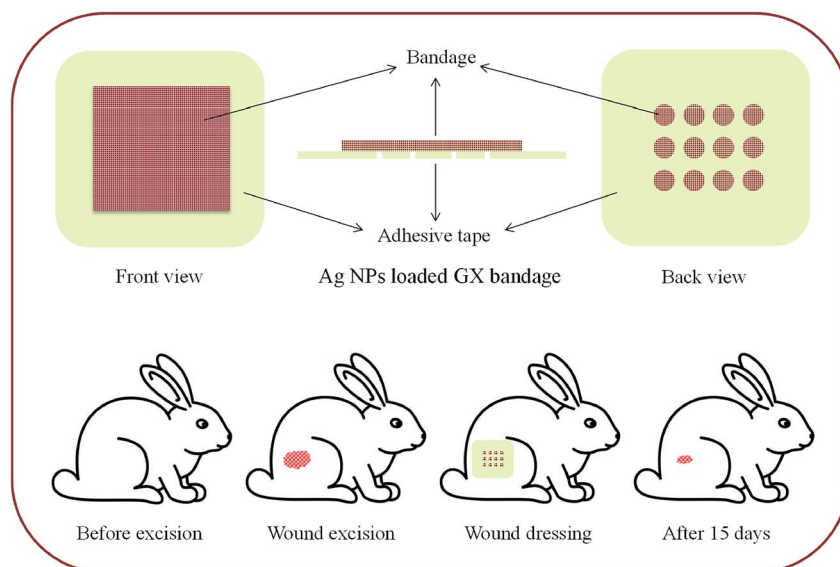 Bandage
Adhesive tape
Front view
Ag NPs loaded GX bandage
Back view
Before excision
Wound excision
Wound dressing
After 15 days